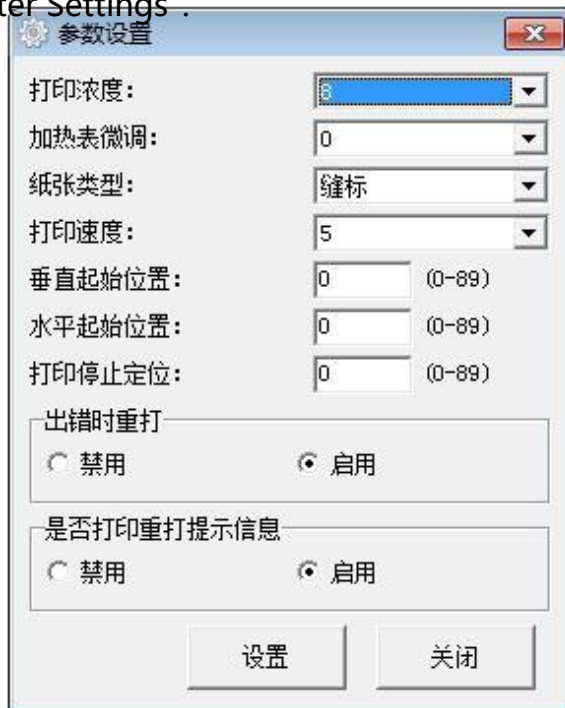 ter Settings".
参数设置
打印浓度： 8
加热表微调： 0
纸张类型： 缝标
打印速度： 5
垂直起始位置： 0 (0-89)
水平起始位置： 0 (0-89)
打印停止定位： 0 (0-89)
出错时重打
禁用 启用
是否打印重打提示信息
禁用 启用
设置 关闭